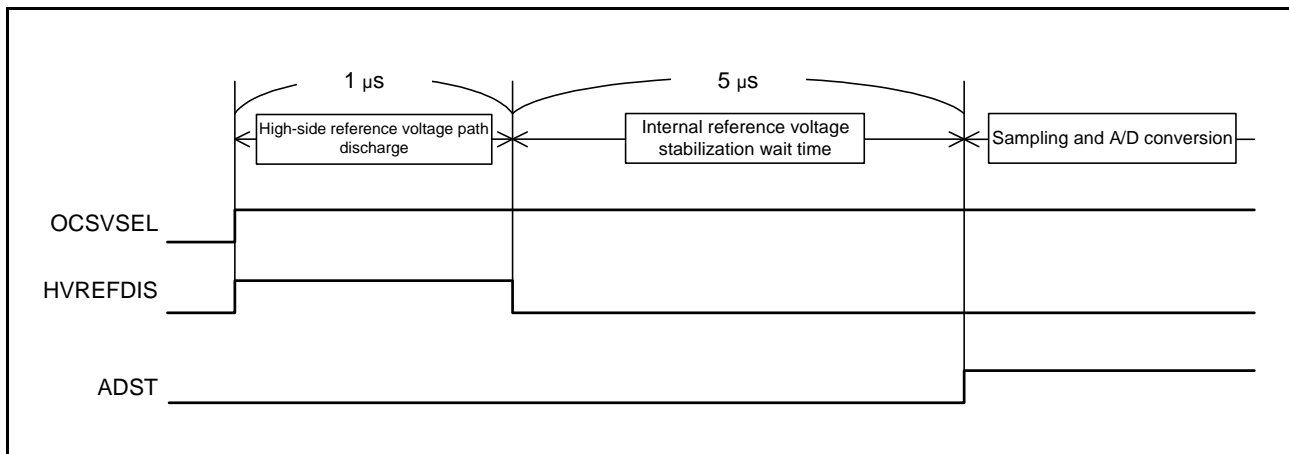 1 µs
5 µs
High-side reference voltage path
discharge
Internal reference voltage
stabilization wait time
Sampling and A/D conversion
OCSVSEL
HVREFDIS
ADST